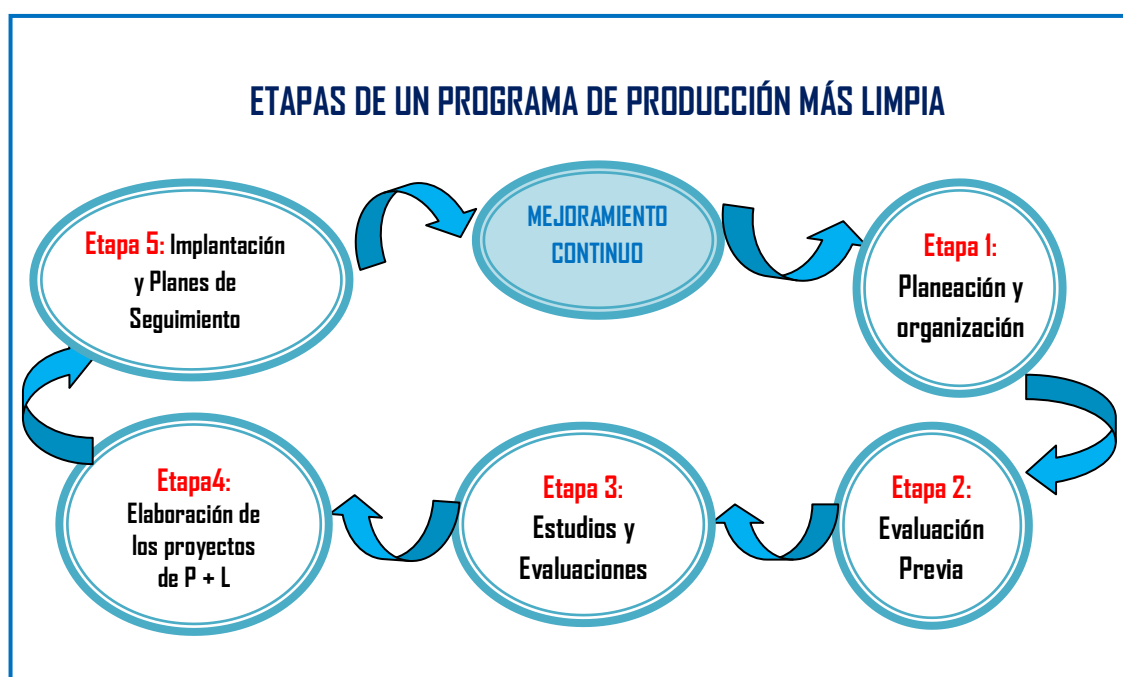 ETAPAS DE UN PROGRAMA DE PRODUCCIÓN MÁS LIMPIA
MEJORAMIENTO
CONTINUO
Etapa 1:
Planeación y
organización
Etapa 2:
Evaluación
Previa
Etapa 3:
Estudios y
Evaluaciones
Etapa4:
Elaboración de
los proyectos
de P + L
Etapa 5: Implantación
y Planes de
Seguimiento